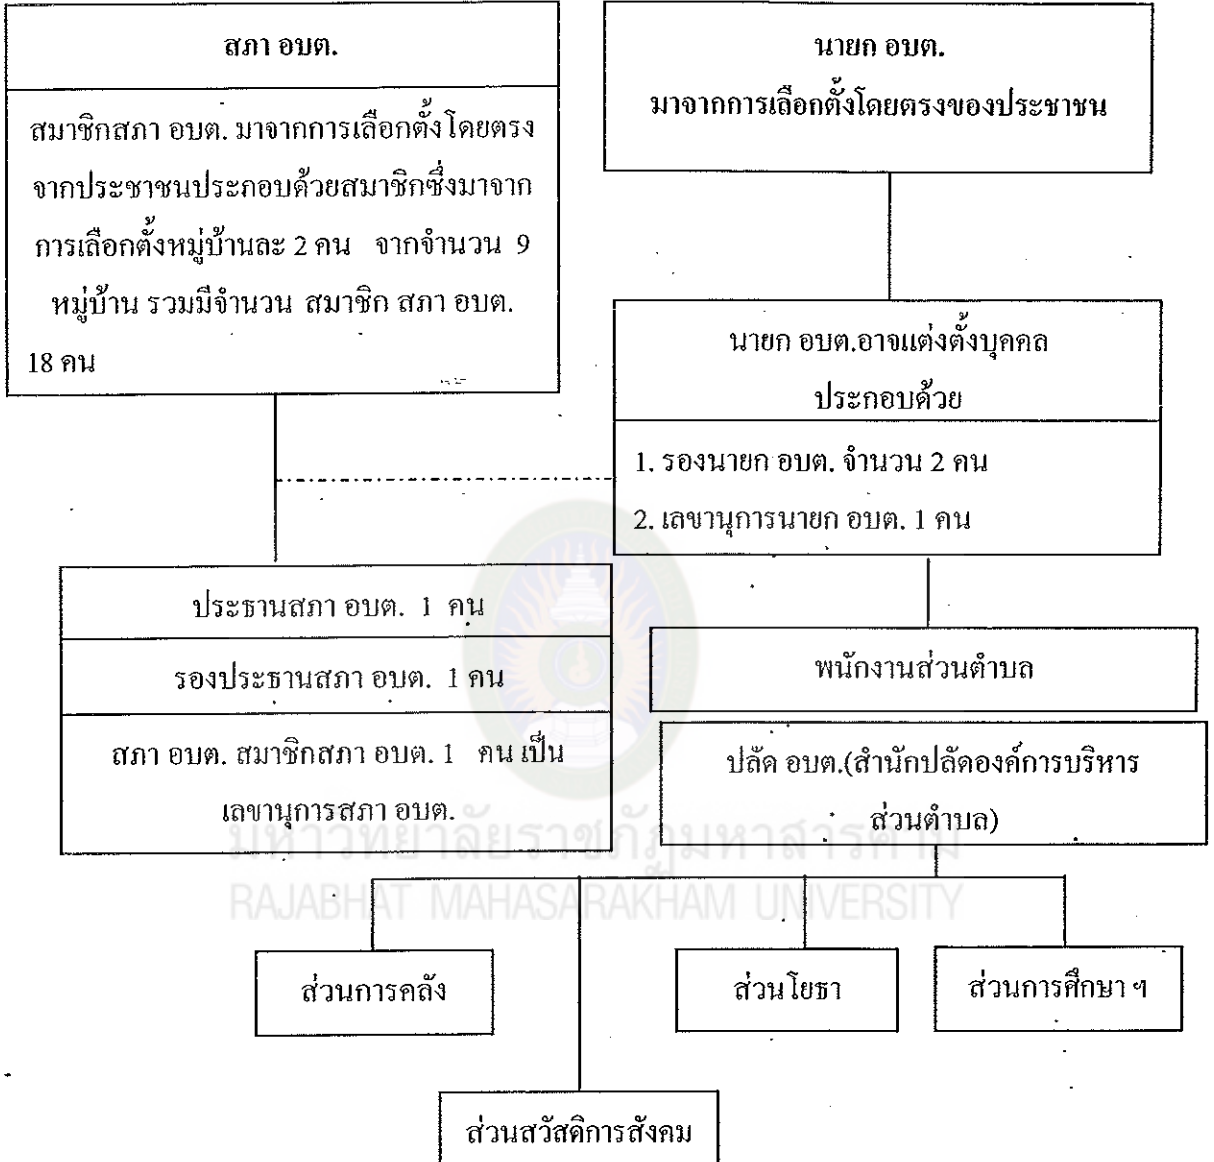 สภา อบต.
สมาชิกสภา อบต. มาจากการเลือกตั้งโดยตรง
จากประชาชนประกอบด้วยสมาชิกซึ่งมาจาก
การเลือกตั้งหมู่บ้านละ 2 คน จากจำนวน 9
หมู่บ้าน รวมมีจำนวน สมาชิก สภา อบต.
18 คน
นายก อบต.
มาจากการเลือกตั้งโดยตรงของประชาชน
นายก อบต.อาจแต่งตั้งบุคคล
ประกอบด้วย
1. รองนายก อบต. จำนวน 2 คน
2. เลขานุการนายก อบต. 1 คน
ประธานสภา อบต. 1 คน
รองประธานสภา อบต. 1 คน
สภา อบต. สมาชิกสภา อบต. 1 คน เป็น
เลขานุการสภา อบต.
พนักงานส่วนตำบล
ปลัด อบต.(สำนักปลัดองค์การบริหาร
ส่วนตำบล)
มหาวิทยาลัยราชภัฏมหาสารคาม
RAJABHAT MAHASARAKHAM UNIVERSITY
ส่วนการคลัง
ส่วนโยธา
ส่วนการศึกษา ฯ
ส่วนสวัสดิการสังคม